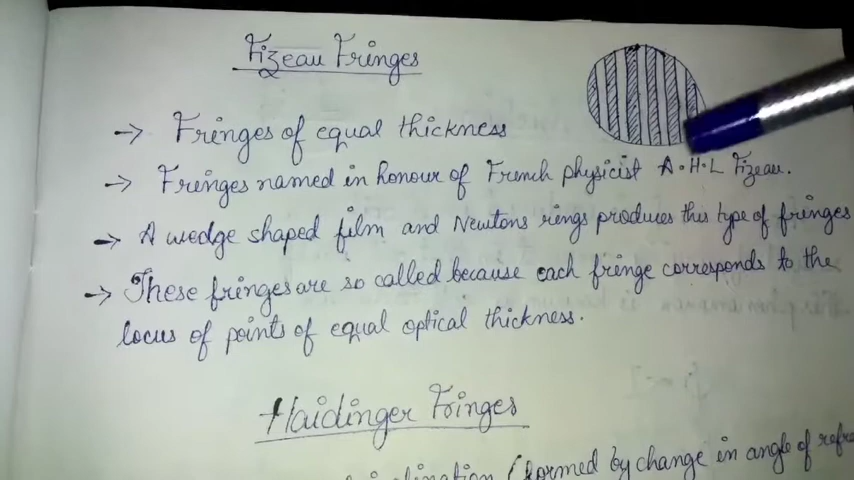 Fizeau Fringes
→ Fringes of equal thickness
→ Fringes named in honour of French physicist A.H.L Fizeau.
→ A wedge shaped film and Newtons rings produces this type of fringes
→ These fringes are so called because each fringe corresponds to the
locus of points of equal optical thickness.
Haidinger Fringes
inclination (formed by change in angle of refra